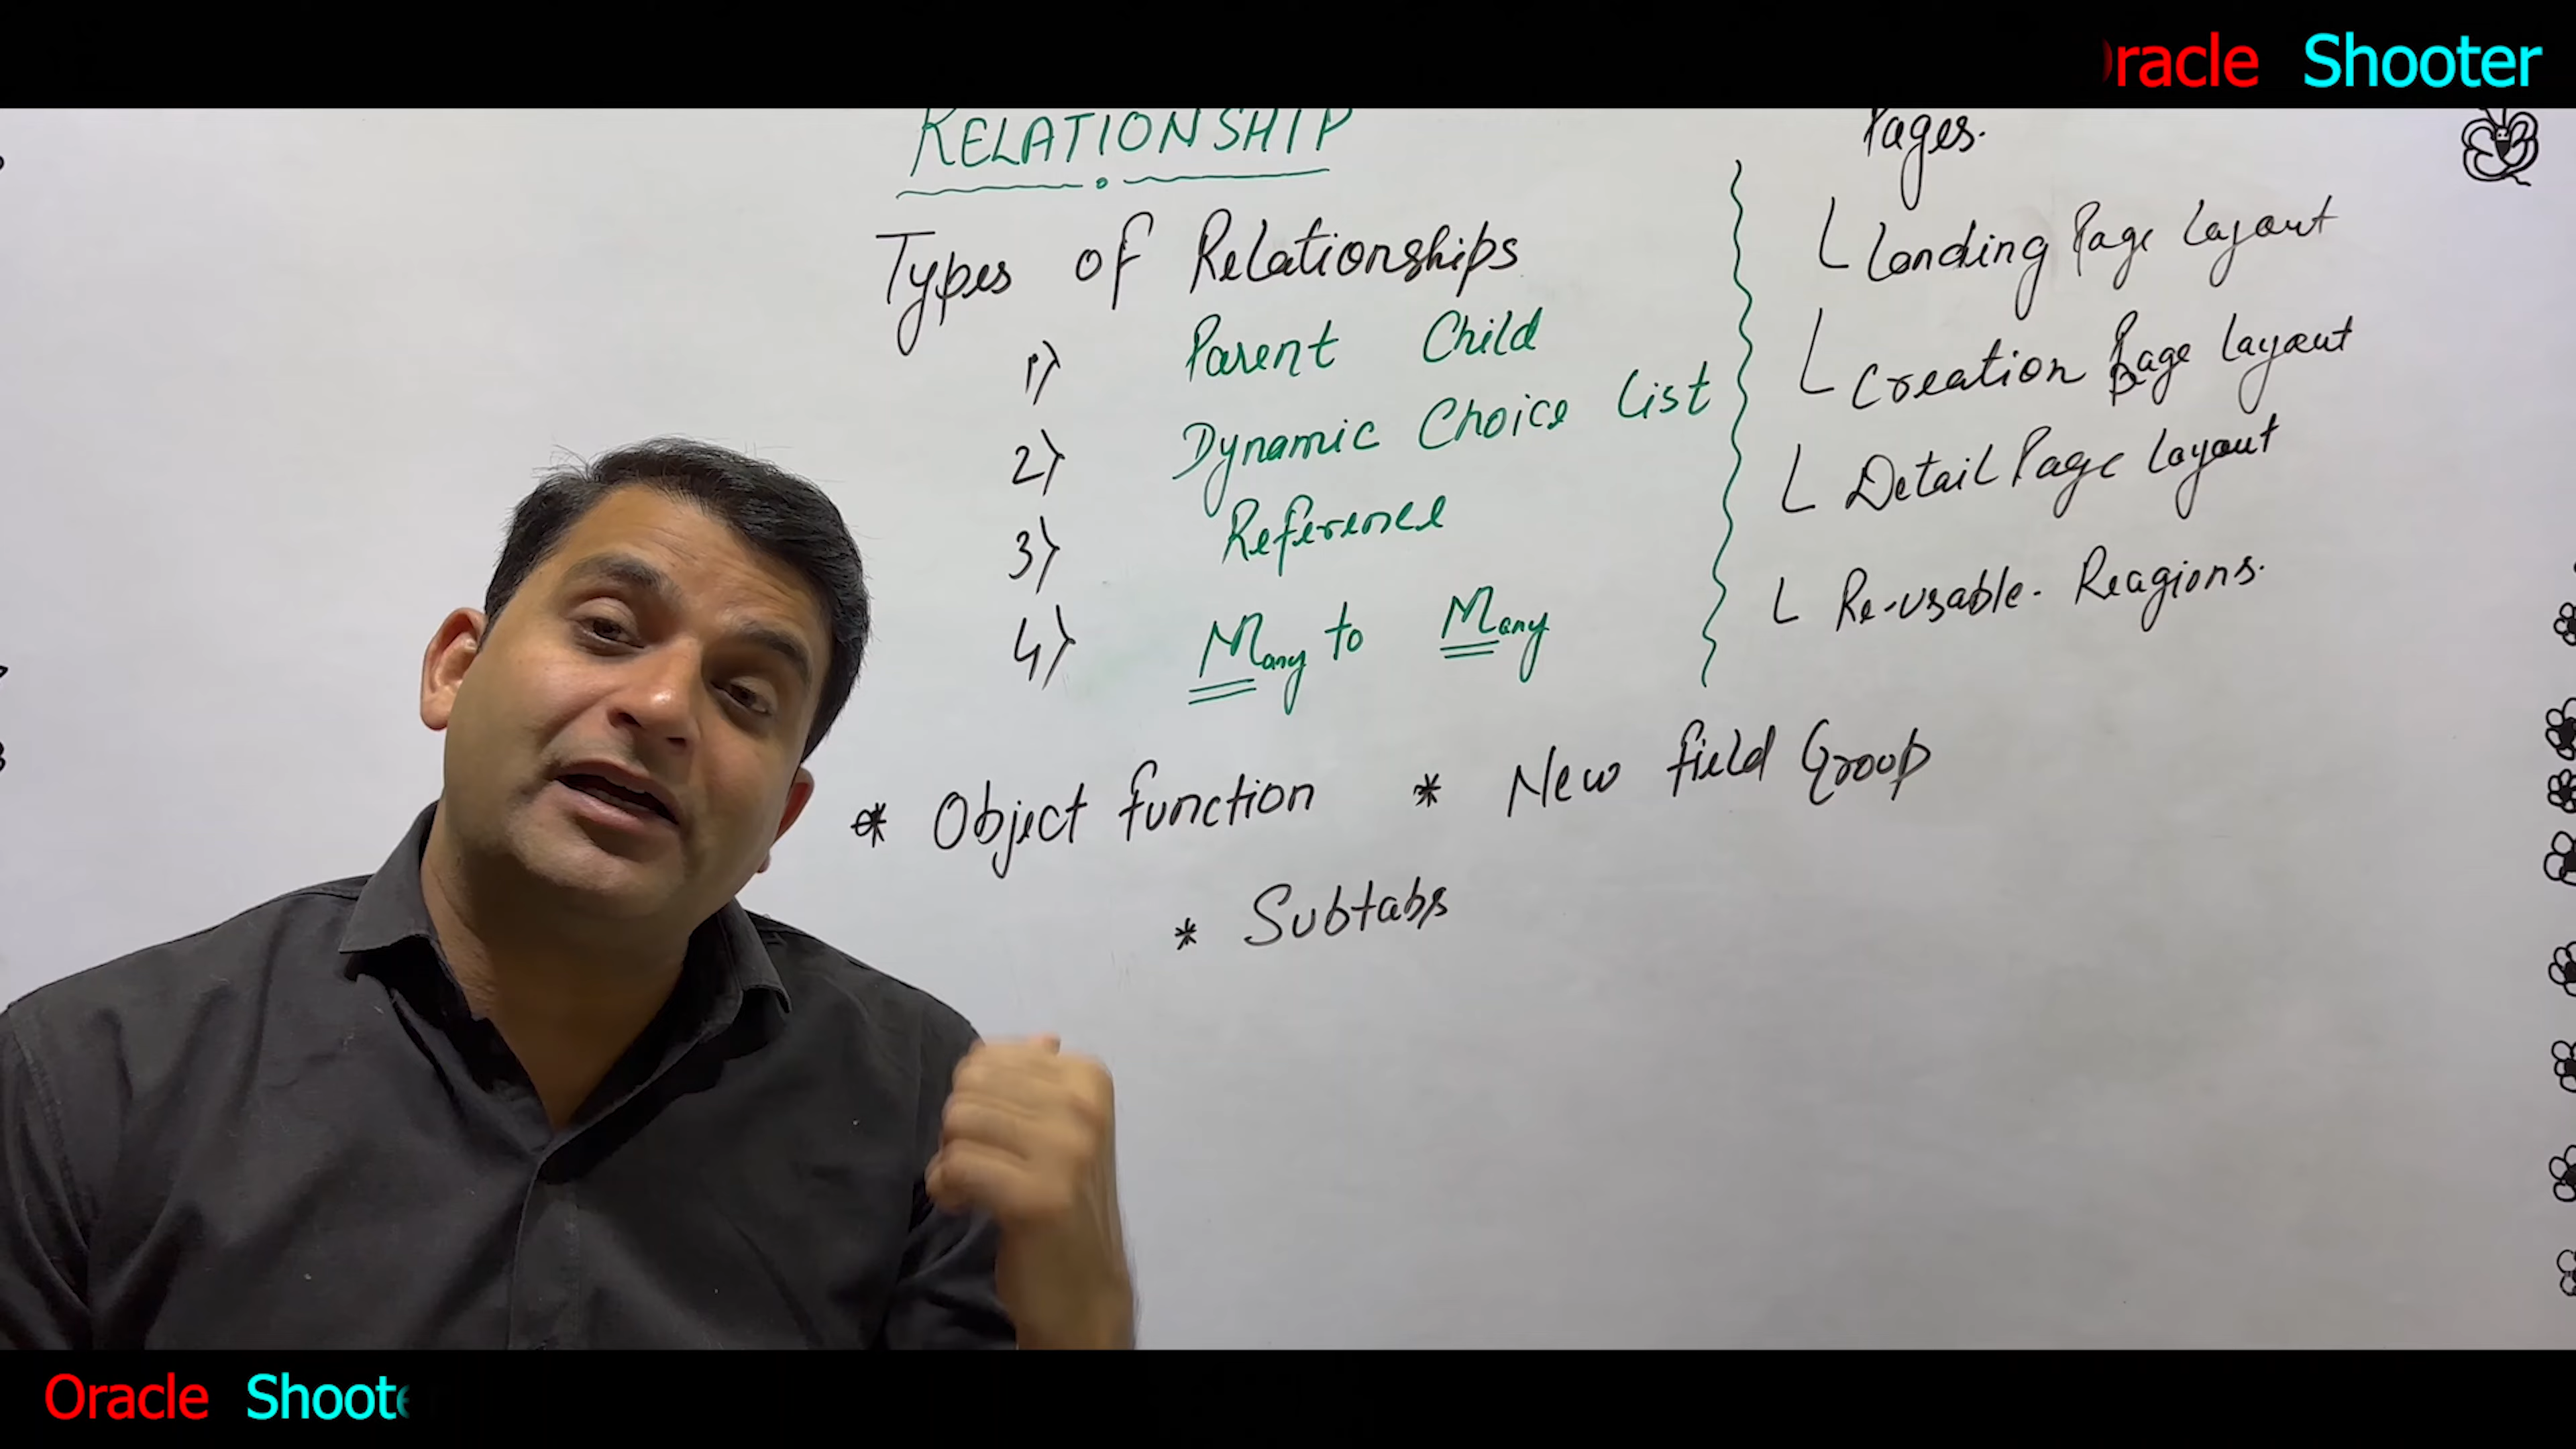 racle Shooter
RELATIONSHIP
Types of Relationships
1) Parent Child
2) Dynamic Choice List
3) Reference
4) Many to Many
Pages.
Landing Page Layout
Creation Page Layout
Detail Page Layout
Re-usable. Reagions.
* Object function * New field Group
* Subtabs
Oracle Shoote